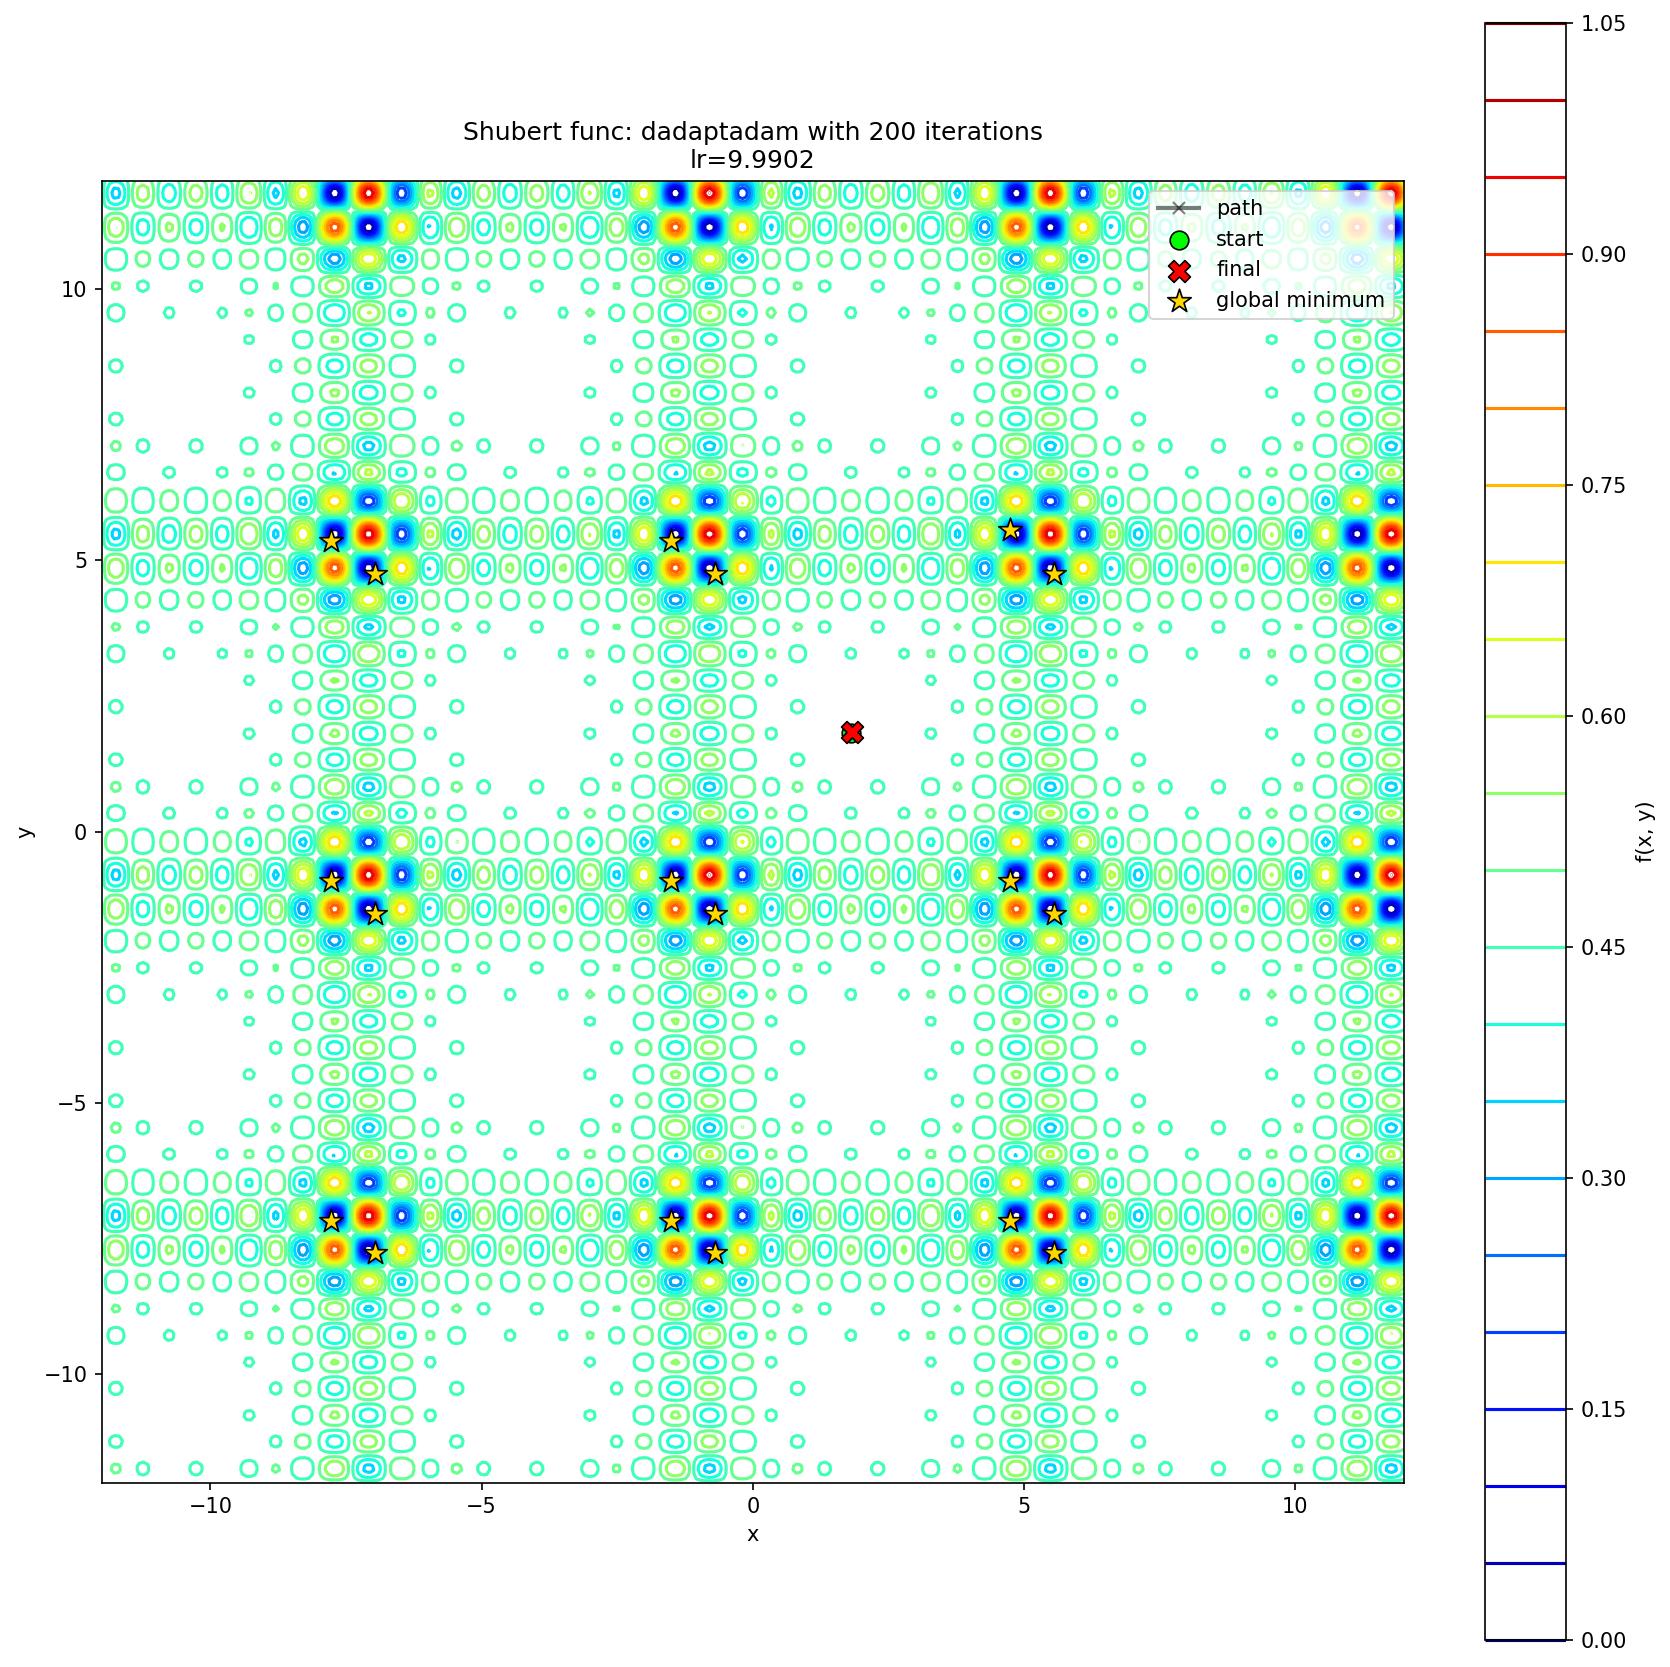 Shubert func: dadaptadam with 200 iterations
lr=9.9902
path
start
final
global minimum
10
5
0
−5
−10
y
−10
−5
0
5
10
x
1.05
0.90
0.75
0.60
0.45
0.30
0.15
0.00
f(x, y)